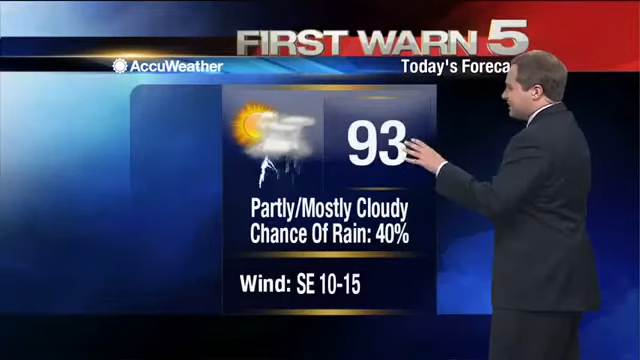 FIRST WARN 5
AccuWeather
Today's Foreca
93
Partly/Mostly Cloudy
Chance Of Rain: 40%
Wind: SE 10-15